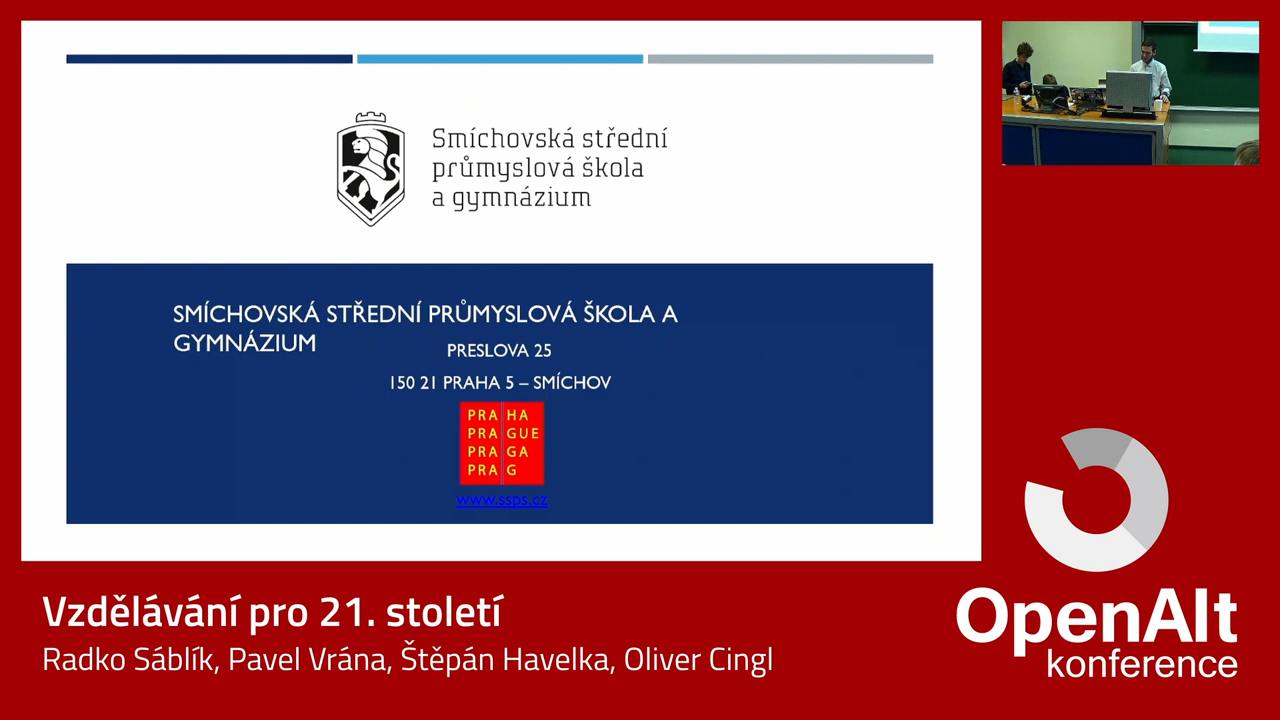 Smíchovská střední
průmyslová škola
a gymnázium
SMÍCHOVSKÁ STŘEDNÍ PRŮMYSLOVÁ ŠKOLA A
GYMNÁZIUM
PRESLOVA 25
150 21 PRAHA 5 – SMÍCHOV
PRA HA
PRA GUE
PRA GA
PRA G
www.ssps.cz
Vzdělávání pro 21. století
Radko Sáblík, Pavel Vrána, Štěpán Havelka, Oliver Cingl
OpenAlt
konference